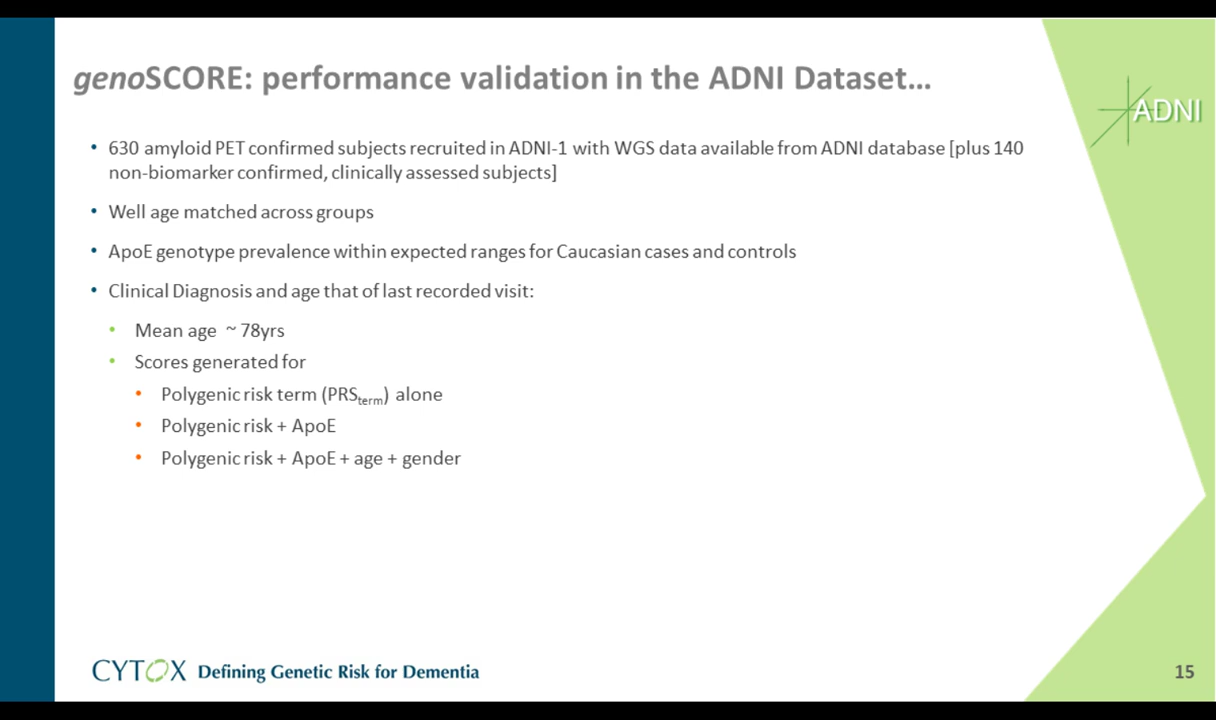 genoSCORE: performance validation in the ADNI Dataset…
ADNI
• 630 amyloid PET confirmed subjects recruited in ADNI-1 with WGS data available from ADNI database [plus 140
non-biomarker confirmed, clinically assessed subjects]
• Well age matched across groups
• ApoE genotype prevalence within expected ranges for Caucasian cases and controls
• Clinical Diagnosis and age that of last recorded visit:
• Mean age ~ 78yrs
• Scores generated for
• Polygenic risk term (PRSterm) alone
• Polygenic risk + ApoE
• Polygenic risk + ApoE + age + gender
CYTOX Defining Genetic Risk for Dementia
15